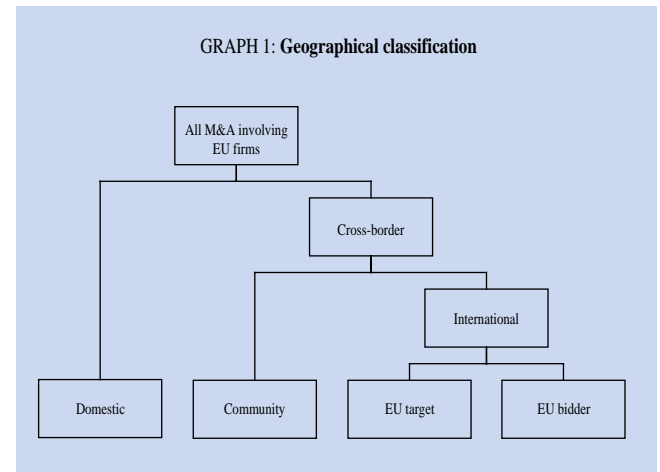 GRAPH 1: Geographical classification
All M&A involving
EU firms
Cross-border
International
Domestic
Community
EU target
EU bidder